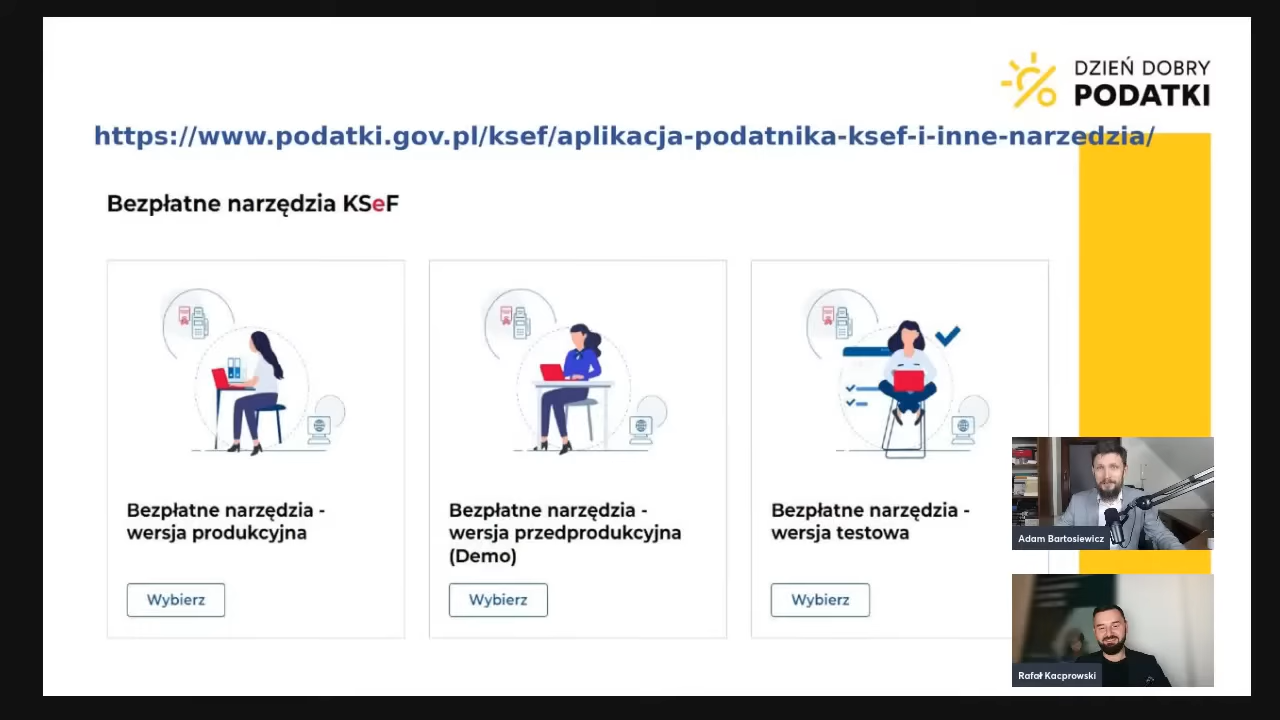 DZIEŃ DOBRY
PODATKI
https://www.podatki.gov.pl/ksef/aplikacja-podatnika-ksef-i-inne-narzedzia/
Bezpłatne narzędzia KSeF
Bezpłatne narzędzia -
wersja produkcyjna
Wybierz
Bezpłatne narzędzia -
wersja przedprodukcyjna
(Demo)
Wybierz
Bezpłatne narzędzia -
wersja testowa
Wybierz
Adam Bartosiewicz
Rafał Kacprowski